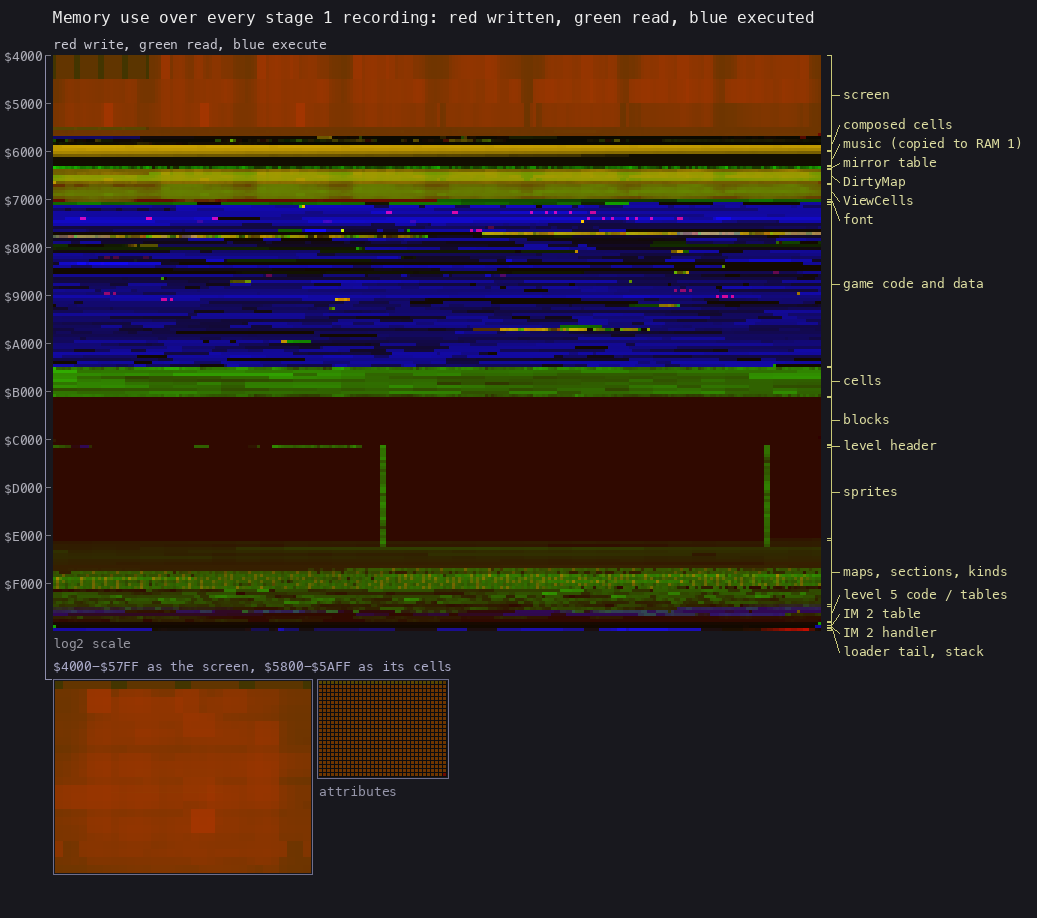 Memory use over every stage 1 recording: red written, green read, blue executed
red write, green read, blue execute
$4000
$5000
$6000
$7000
$8000
$9000
$A000
$B000
$C000
$D000
$E000
$F000
screen
composed cells
music (copied to RAM 1)
mirror table
DirtyMap
ViewCells
font
game code and data
cells
blocks
level header
sprites
maps, sections, kinds
level 5 code / tables
IM 2 table
IM 2 handler
loader tail, stack
log2 scale
$4000–$57FF as the screen, $5800–$5AFF as its cells
attributes